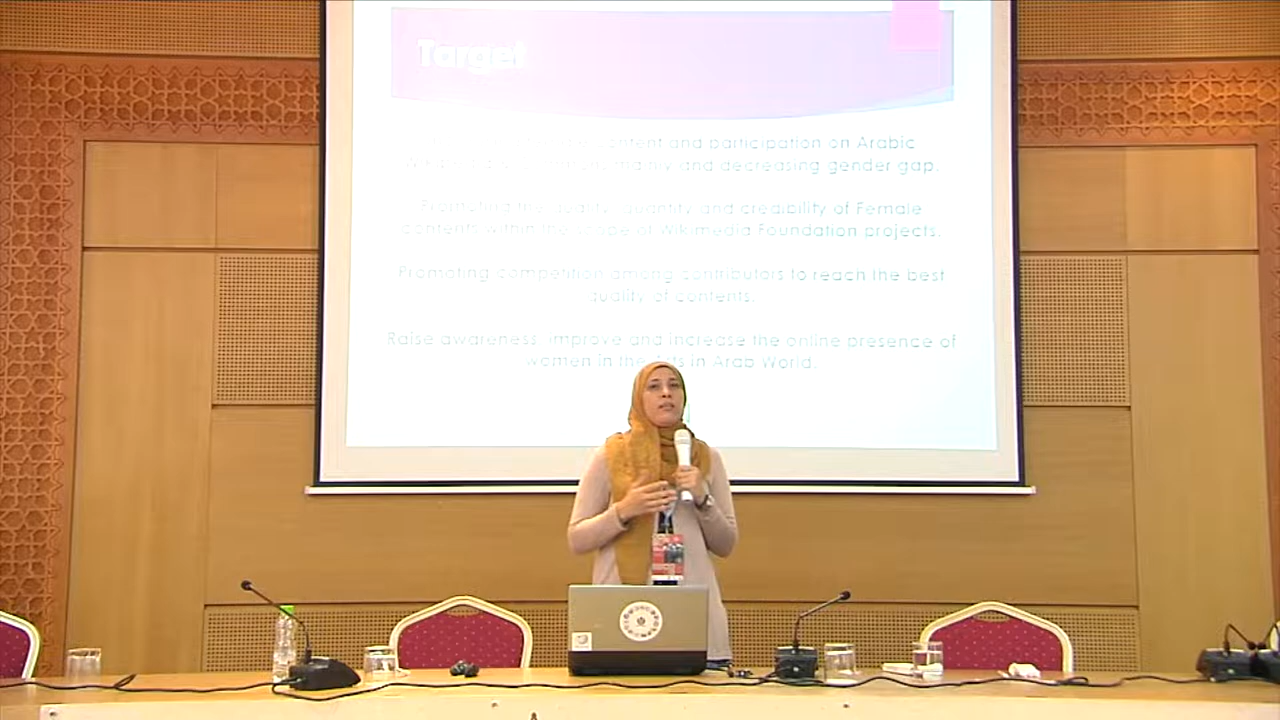 Target
content and participation on Arabic
mainly and decreasing gender gap.
Promoting the quality, quantity and credibility of Female
contents within the scope of Wikimedia Foundation projects.
Promoting competition among contributors to reach the best
quality of contents.
Raise awareness, improve and increase the online presence of
women in the Arts in Arab World.